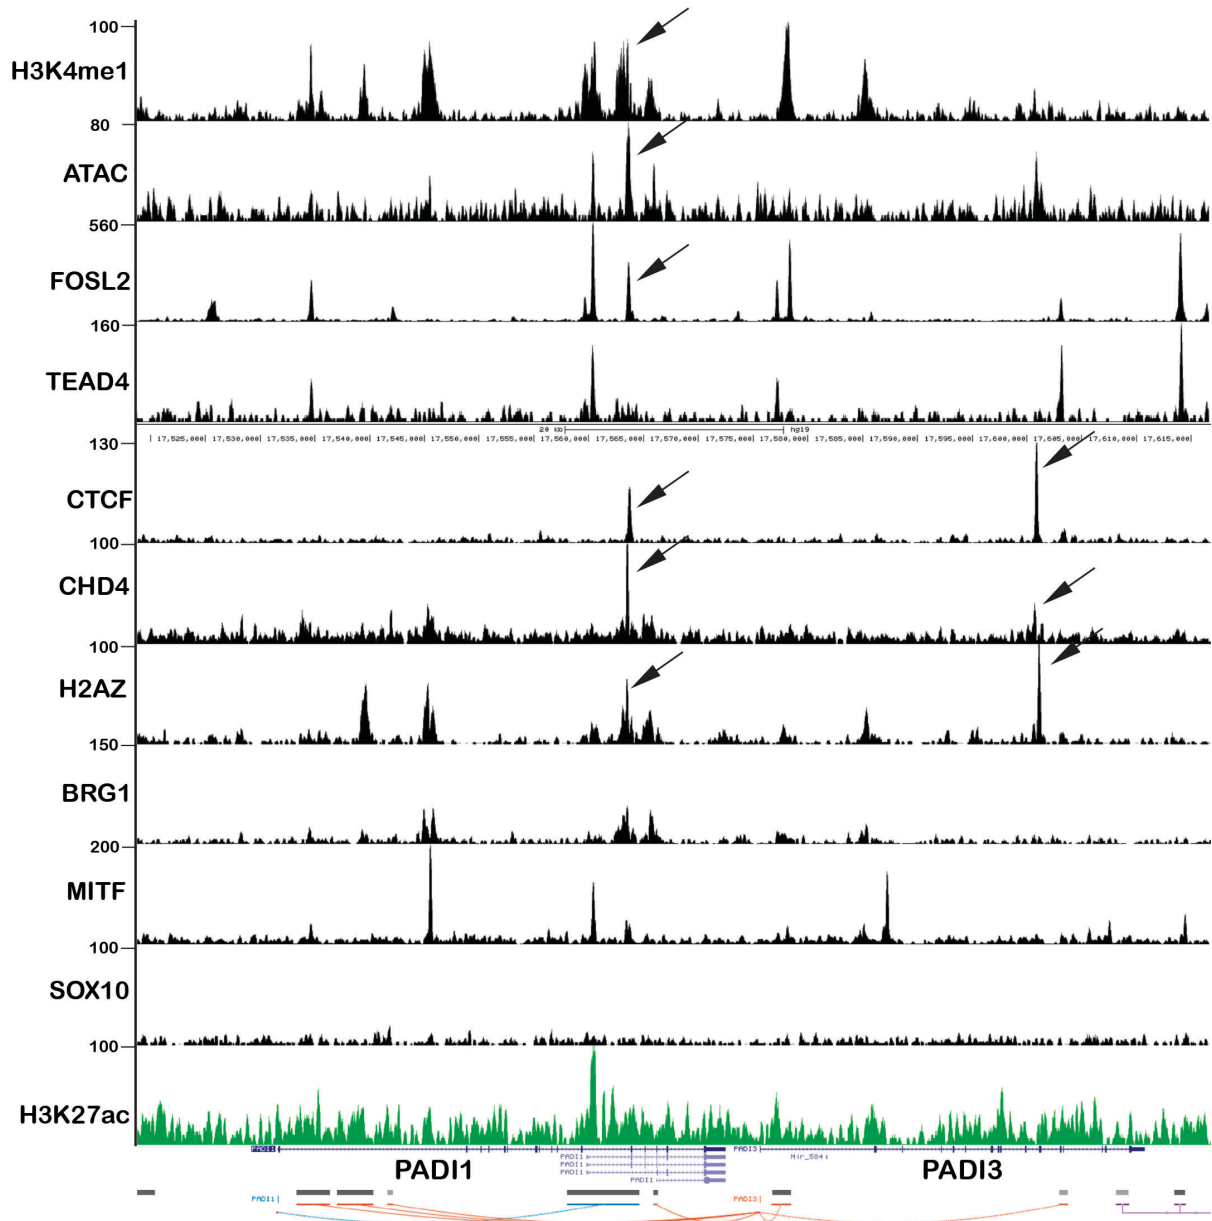 100
H3K4me1
80
ATAC
560
FOSL2
160
TEAD4
20 kb hg19
17,525,000| 17,530,000| 17,535,000| 17,540,000| 17,545,000| 17,550,000| 17,555,000| 17,560,000| 17,565,000| 17,570,000| 17,575,000| 17,580,000| 17,585,000| 17,590,000| 17,595,000| 17,600,000| 17,605,000| 17,610,000| 17,615,000|
130
CTCF
100
CHD4
100
H2AZ
150
BRG1
200
MITF
100
SOX10
100
H3K27ac
PADI1 PADI3
PADI1 Mir_584
PADI1
PADI1
PADI1
PADI1 PADI3
PADI1 PADI3